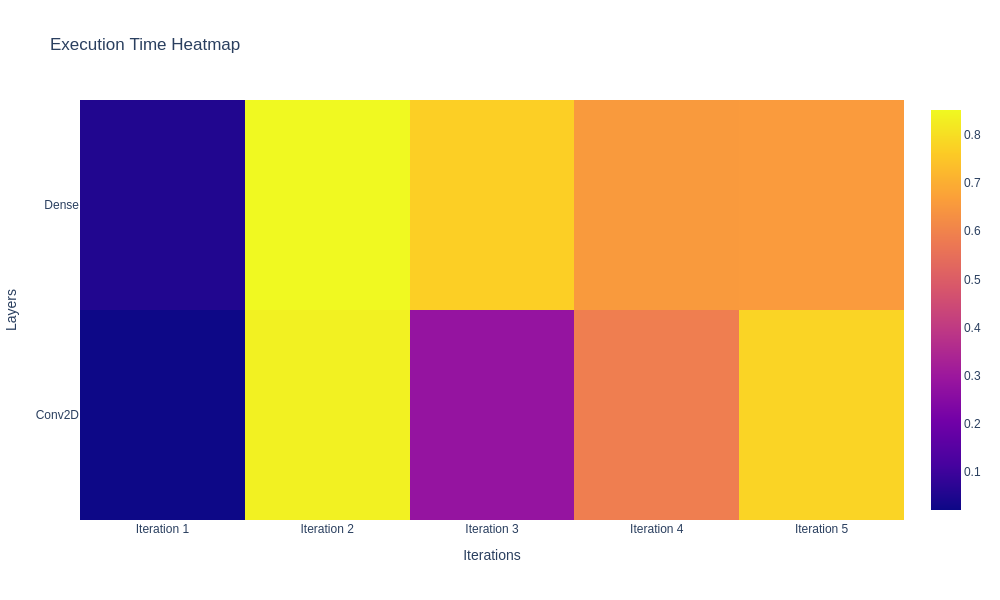 Execution Time Heatmap
Layers
Dense
Conv2D
Iteration 1
Iteration 2
Iteration 3
Iteration 4
Iteration 5
Iterations
0.8
0.7
0.6
0.5
0.4
0.3
0.2
0.1